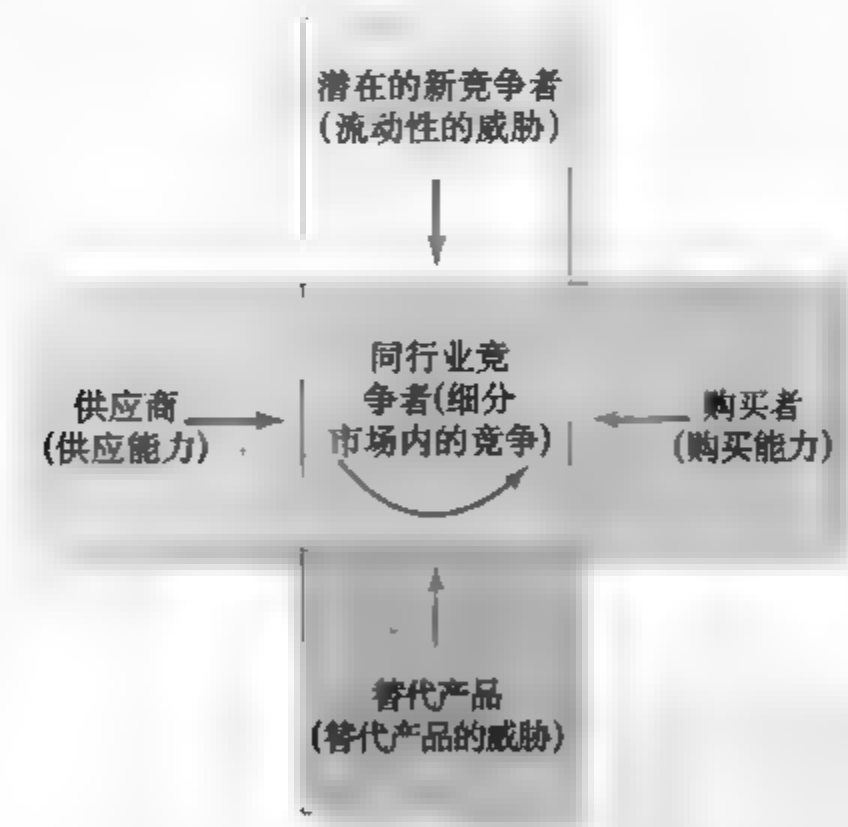 潜在的新竞争者
(流动性的威胁)
同行业竞
争者(细分
市场内的竞争)
供应商
(供应能力)
购买者
(购买能力)
替代产品
(替代产品的威胁)